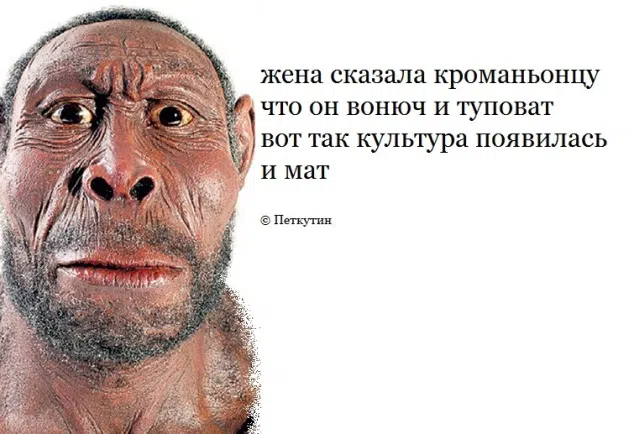 жена сказала кроманьонцу
что он вонюч и туповат
вот так культура появилась
и мат
© Петкутин